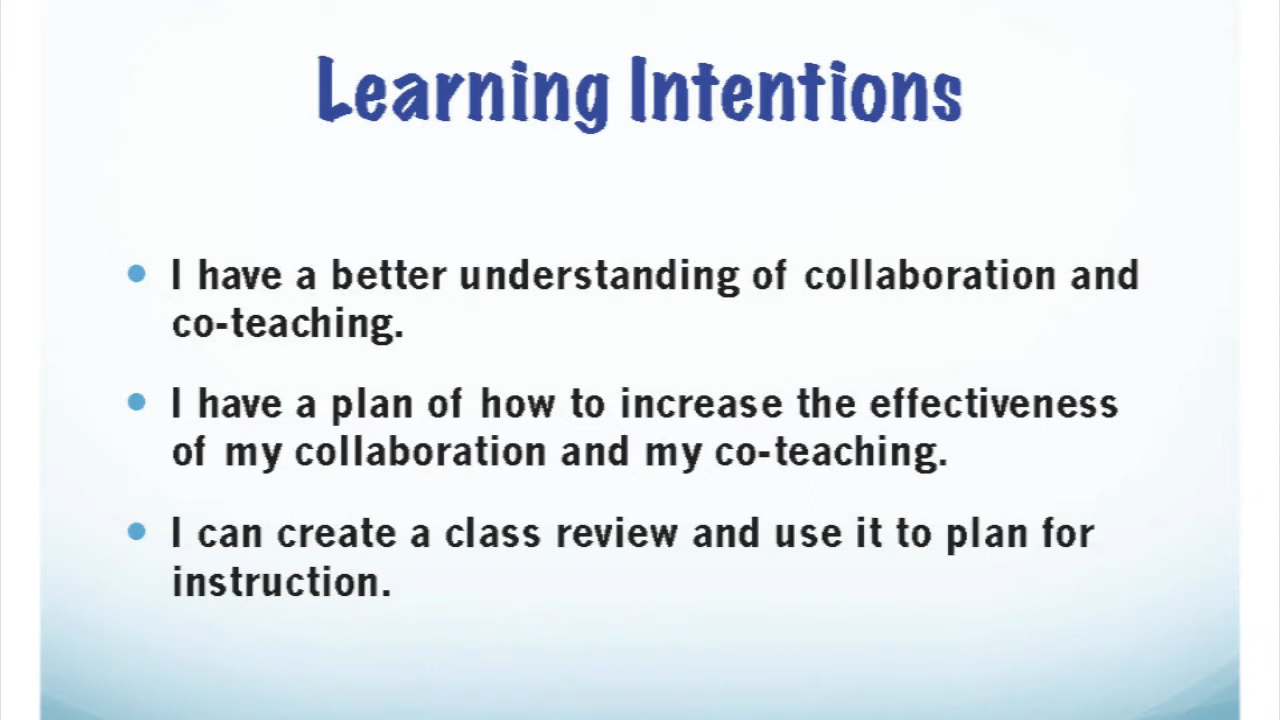 Learning Intentions
I have a better understanding of collaboration and
co-teaching.
I have a plan of how to increase the effectiveness
of my collaboration and my co-teaching.
I can create a class review and use it to plan for
instruction.